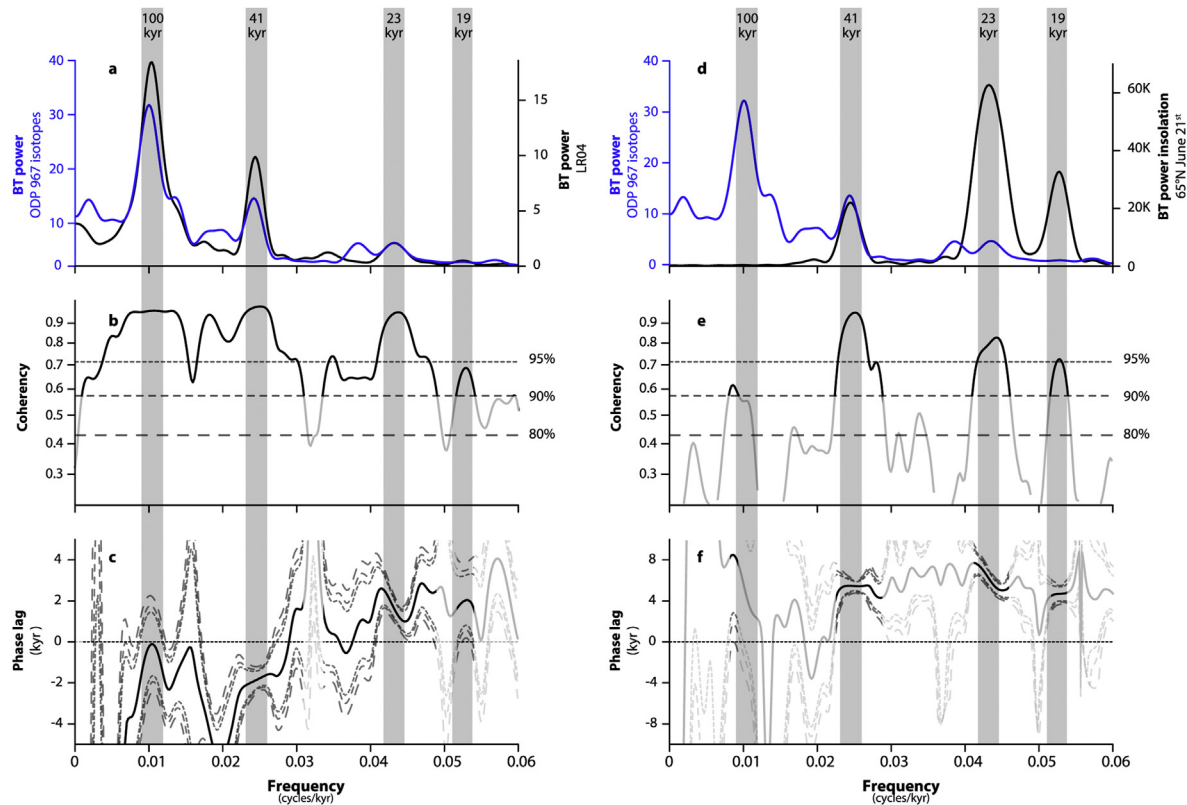 100 kyr
41 kyr
23 kyr
19 kyr
100 kyr
41 kyr
23 kyr
19 kyr
a
40
30
20
10
0
BT power
ODP 967 isotopes
15
10
5
0
BT power
LR04
d
40
30
20
10
0
BT power
ODP 967 isotopes
60K
40K
20K
0
BT power insolation
65°N June 21st
b
0.9
0.8
0.7
0.6
0.5
0.4
0.3
Coherency
95%
90%
80%
e
0.9
0.8
0.7
0.6
0.5
0.4
0.3
Coherency
95%
90%
80%
c
4
2
0
-2
-4
Phase lag
(kyr)
0
0.01
0.02
0.03
0.04
0.05
0.06
Frequency
(cycles/kyr)
f
8
4
0
-4
-8
Phase lag
(kyr)
0
0.01
0.02
0.03
0.04
0.05
0.06
Frequency
(cycles/kyr)